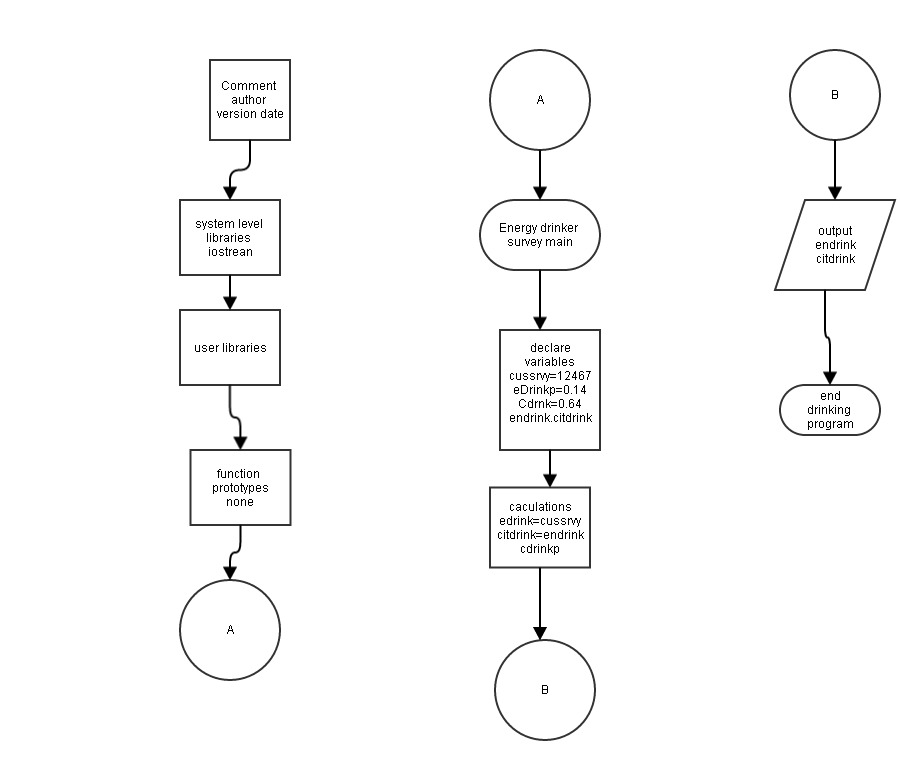 Comment
author
version date
system level
libraries
iostrean
user libraries
function
prototypes
none
A
A
Energy drinker
survey main
declare
variables
cussrvy=12467
eDrinkp=0.14
Cdrnk=0.64
endrink.citdrink
caculations
edrink=cussrvy
citdrink=endrink
cdrinkp
B
B
output
endrink
citdrink
end
drinking
program